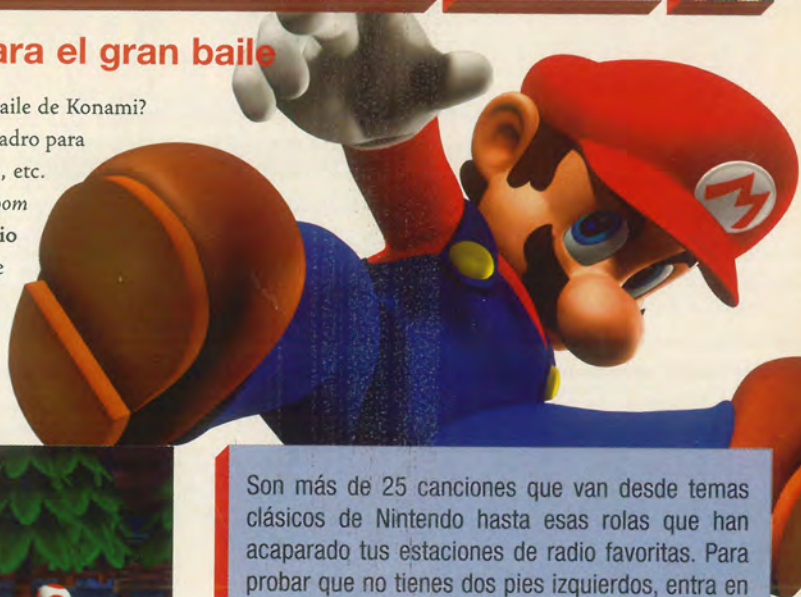 ara el gran baile
aile de Konami?
adro para
, etc.
oom
io
e
M
Son más de 25 canciones que van desde temas
clásicos de Nintendo hasta esas rolas que han
acaparado tus estaciones de radio favoritas. Para
probar que no tienes dos pies izquierdos, entra en